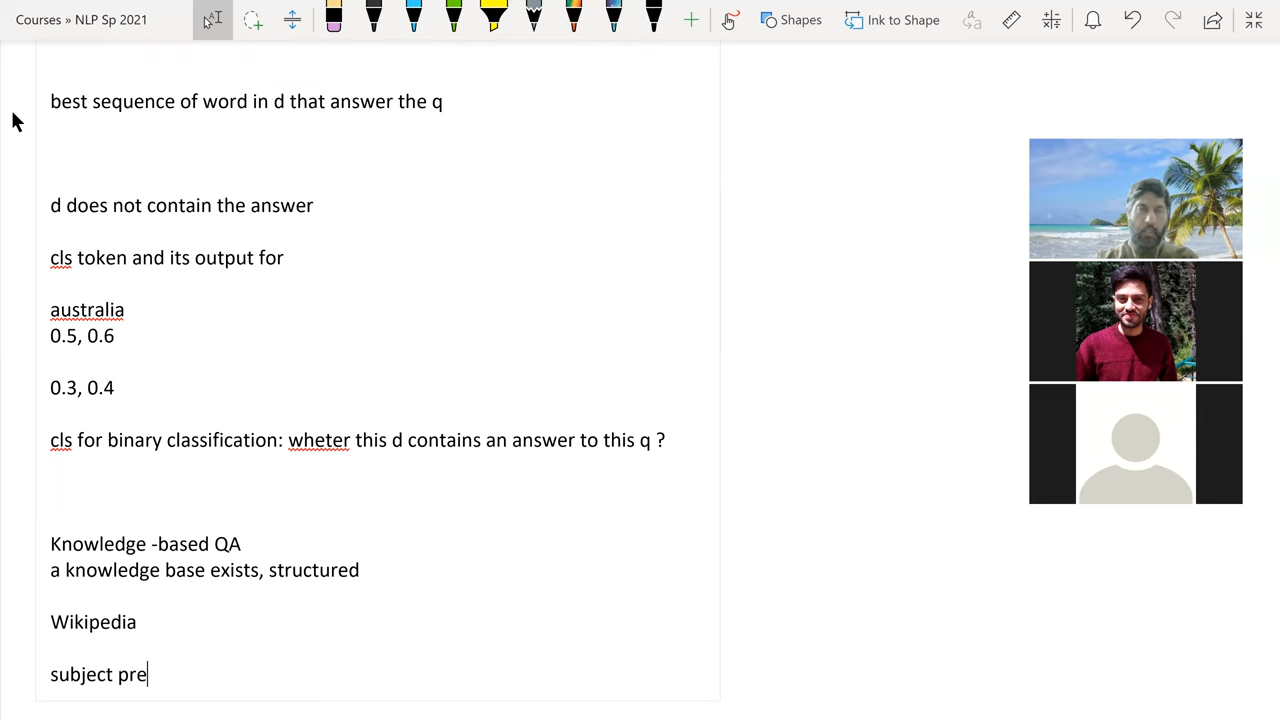 Courses » NLP Sp 2021
Shapes
Ink to Shape
best sequence of word in d that answer the q
d does not contain the answer
cls token and its output for
australia
0.5, 0.6
0.3, 0.4
cls for binary classification: wheter this d contains an answer to this q ?
Knowledge -based QA
a knowledge base exists, structured
Wikipedia
subject pre